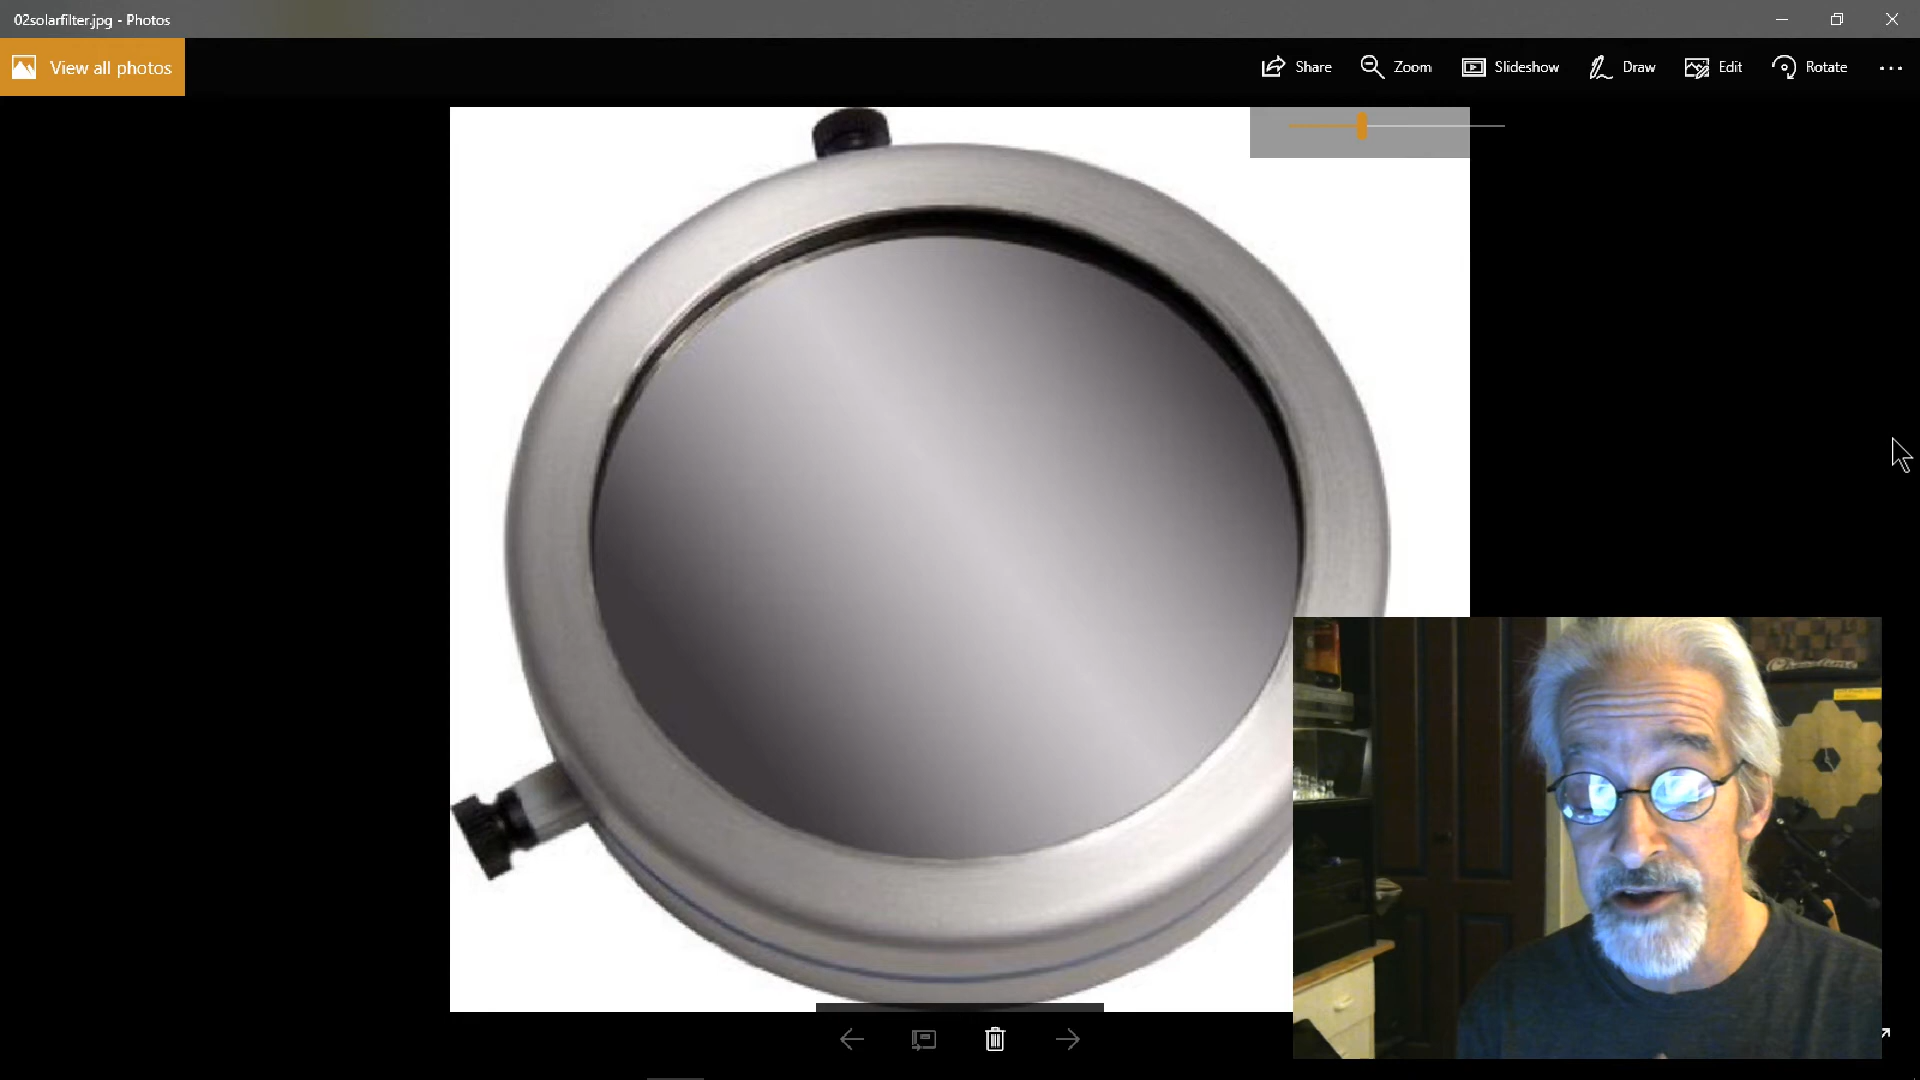 02solarfilter.jpg - Photos
View all photos
Share
Zoom
Slideshow
Draw
Edit
Rotate